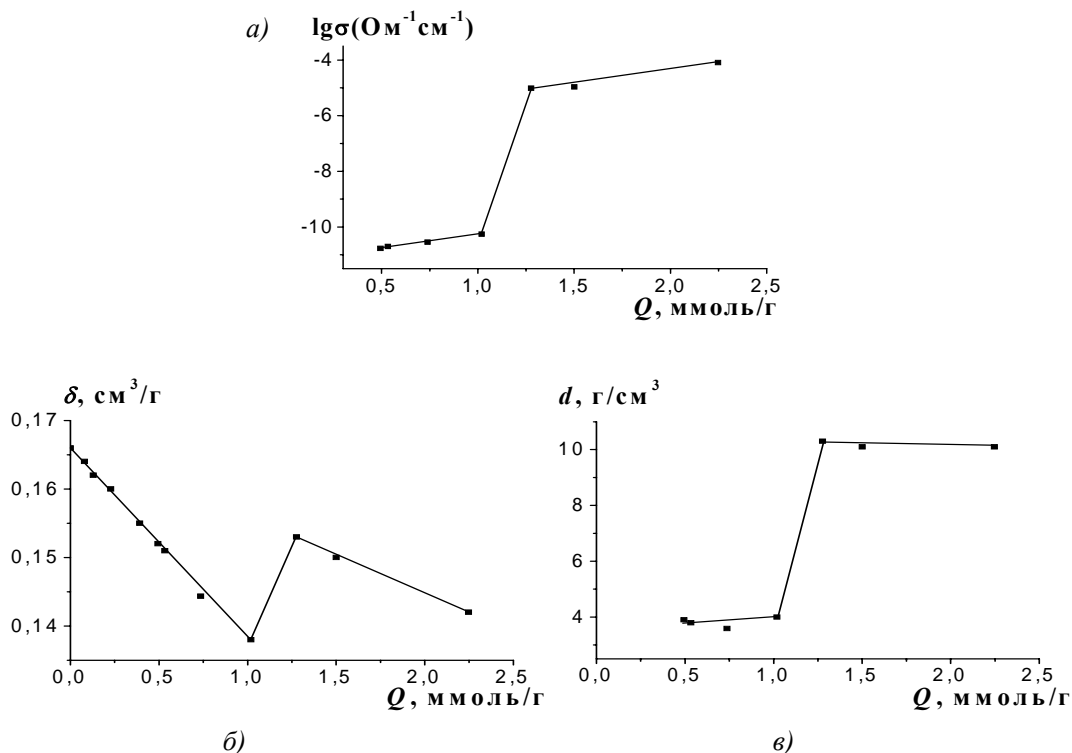 а) lgσ(Ом⁻¹см⁻¹)
-4
-6
-8
-10
0,5 1,0 1,5 2,0 2,5
Q, ммоль/г
δ, см³/г
0,17
0,16
0,15
0,14
0,0 0,5 1,0 1,5 2,0 2,5
Q, ммоль/г
б)
d, г/см³
10
8
6
4
0,0 0,5 1,0 1,5 2,0 2,5
Q, ммоль/г
в)